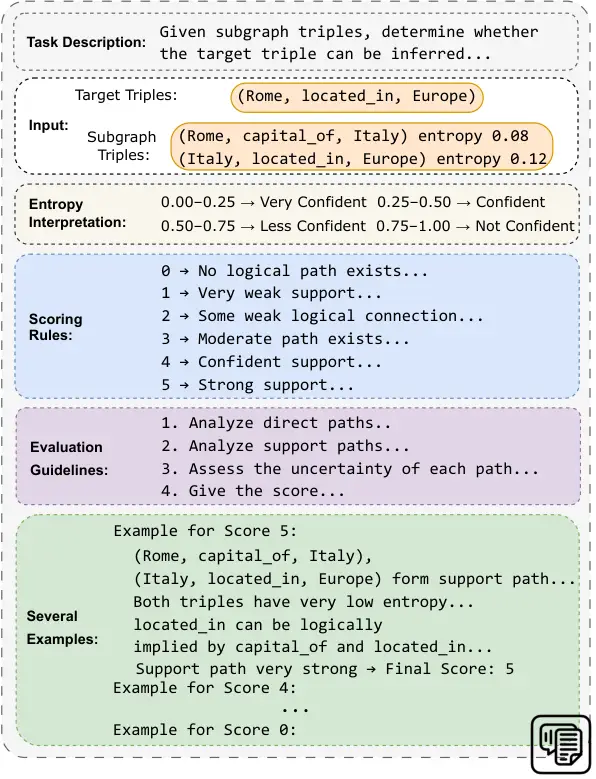 Task Description: Given subgraph triples, determine whether
the target triple can be inferred...
Target Triples: (Rome, located_in, Europe)
Input:
Subgraph Triples: (Rome, capital_of, Italy) entropy 0.08
(Italy, located_in, Europe) entropy 0.12
Entropy Interpretation:
0.00–0.25 → Very Confident 0.25–0.50 → Confident
0.50–0.75 → Less Confident 0.75–1.00 → Not Confident
Scoring Rules:
0 → No logical path exists...
1 → Very weak support...
2 → Some weak logical connection...
3 → Moderate path exists...
4 → Confident support...
5 → Strong support...
Evaluation Guidelines:
1. Analyze direct paths..
2. Analyze support paths...
3. Assess the uncertainty of each path...
4. Give the score...
Several Examples:
Example for Score 5:
(Rome, capital_of, Italy),
(Italy, located_in, Europe) form support path...
Both triples have very low entropy...
located_in can be logically
implied by capital_of and located_in...
Support path very strong → Final Score: 5
Example for Score 4:
...
Example for Score 0: